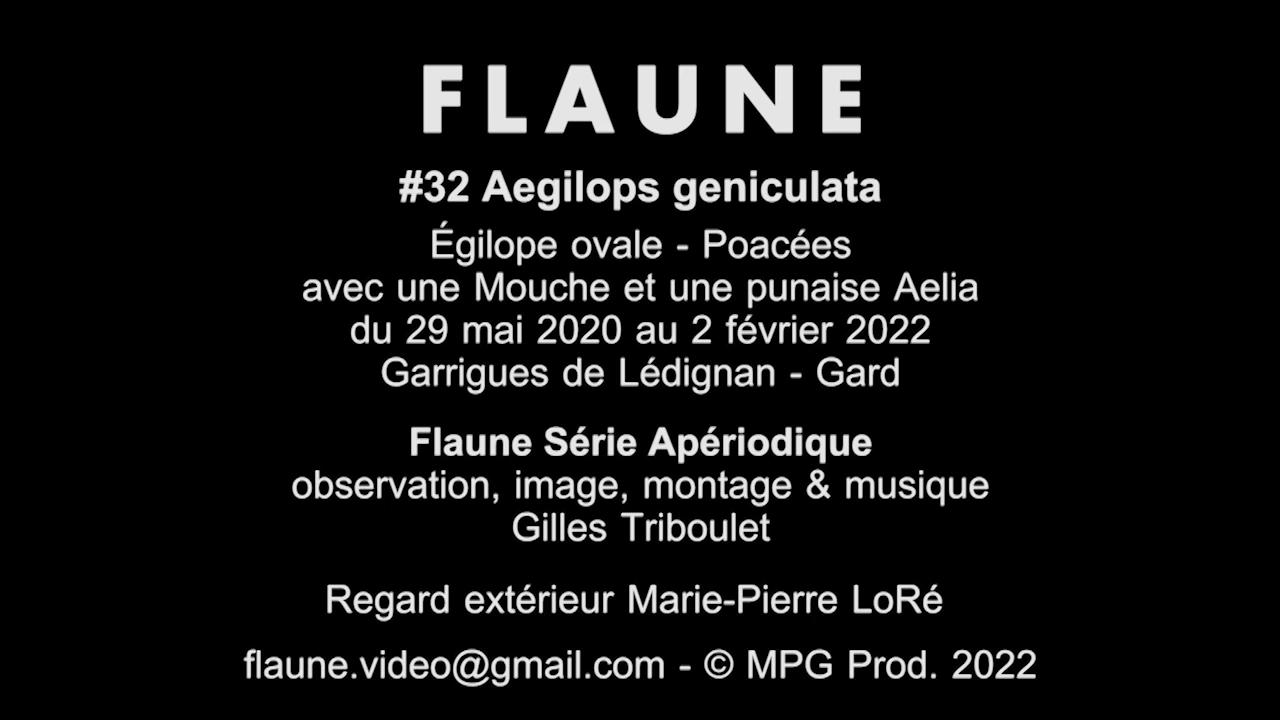 FLAUNE
#32 Aegilops geniculata
Égilope ovale - Poacées
avec une Mouche et une punaise Aelia
du 29 mai 2020 au 2 février 2022
Garrigues de Lédignan - Gard
Flaune Série Apériodique
observation, image, montage & musique
Gilles Triboulet
Regard extérieur Marie-Pierre LoRé
flaune.video@gmail.com - © MPG Prod. 2022